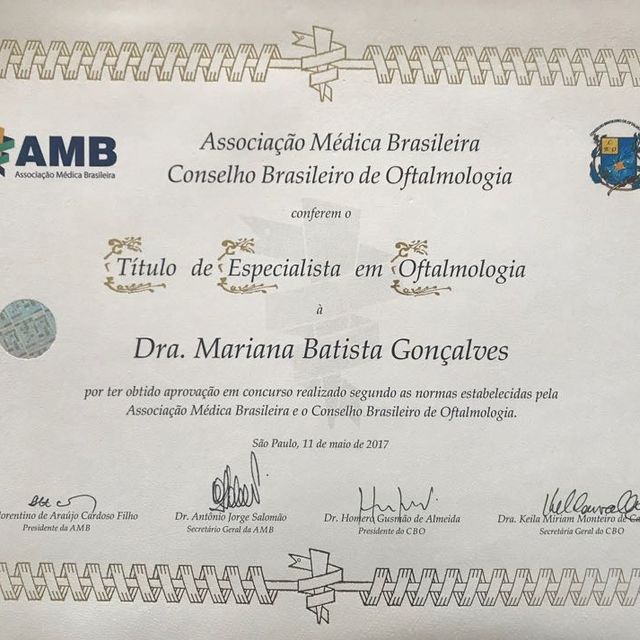 AMB
Associação Médica Brasileira
Associação Médica Brasileira
Conselho Brasileiro de Oftalmologia
conferem o
Título de Especialista em Oftalmologia
à
Dra. Mariana Batista Gonçalves
por ter obtido aprovação em concurso realizado segundo as normas estabelecidas pela
Associação Médica Brasileira e o Conselho Brasileiro de Oftalmologia.
São Paulo, 11 de maio de 2017
lorentino de Araújo Cardoso Filho
Presidente da AMB
Dr. Antônio Jorge Salomão
Secretário Geral da AMB
Dr. Homero Gusmão de Almeida
Presidente do CBO
Dra. Keila Miriam Monteiro de Ca
Secretária Geral do CBO